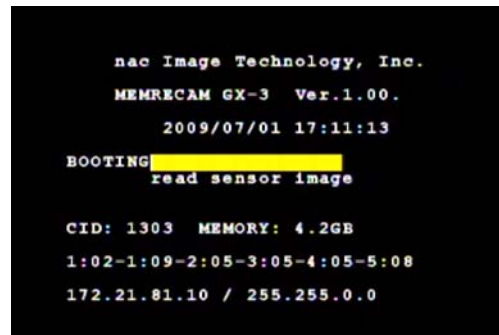 nac Image Technology, Inc.
MEMRECAM GX-3 Ver.1.00.
2009/07/01 17:11:13
BOOTING
read sensor image
CID: 1303 MEMORY: 4.2GB
1:02-1:09-2:05-3:05-4:05-5:08
172.21.81.10 / 255.255.0.0